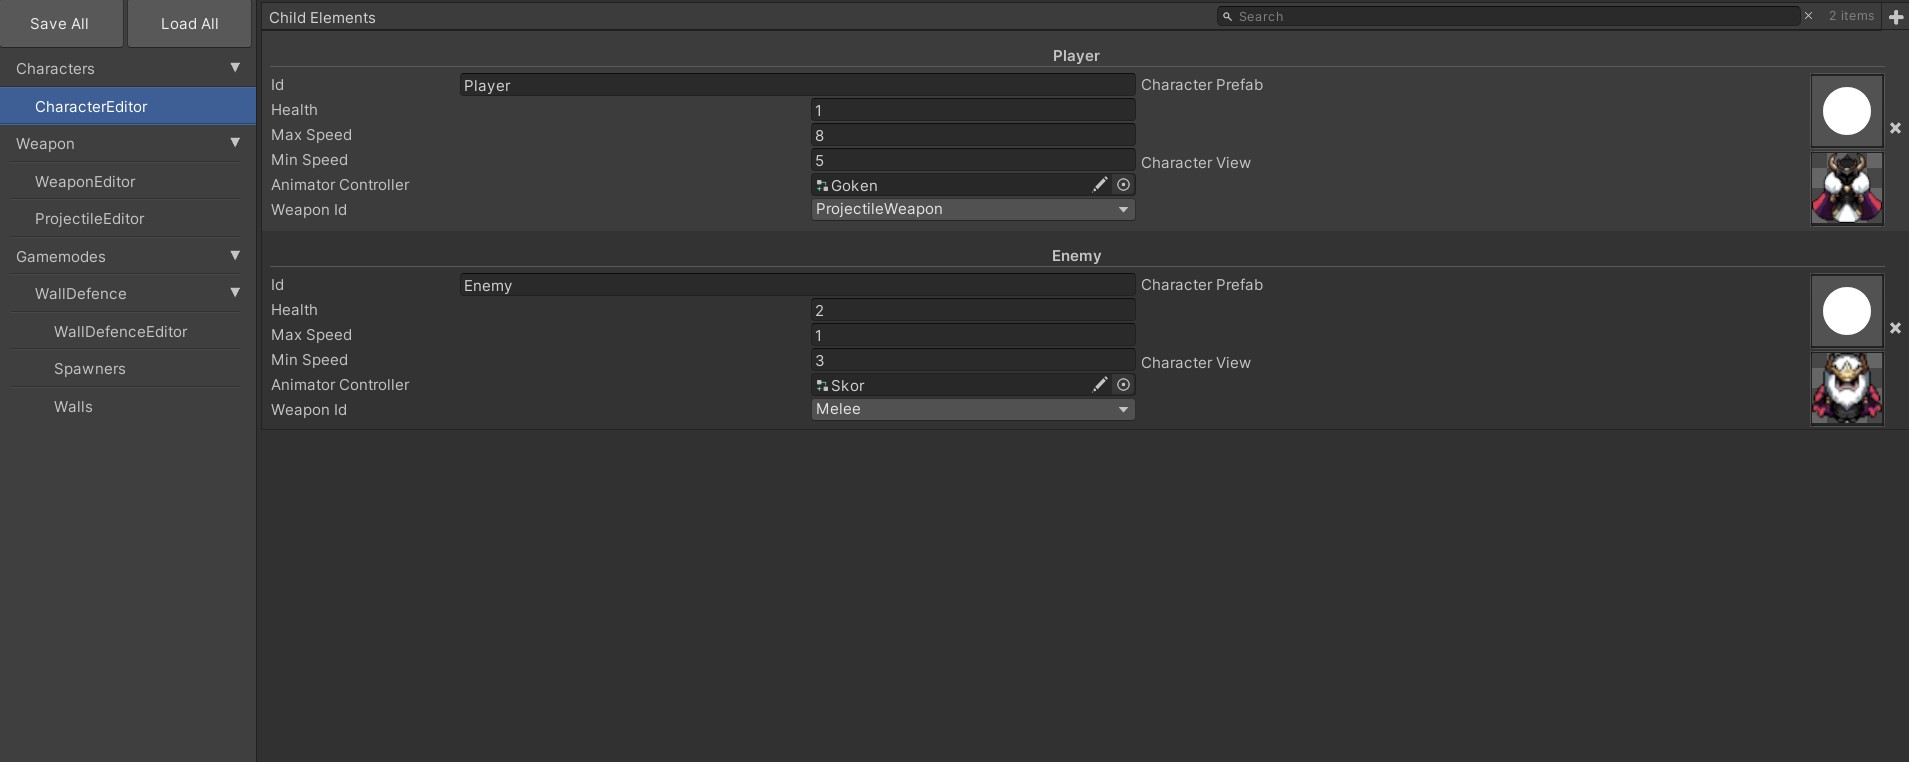 Save All
Load All
Characters
CharacterEditor
Weapon
WeaponEditor
ProjectileEditor
Gamemodes
WallDefence
WallDefenceEditor
Spawners
Walls
Child Elements
Search
2 items
Player
Id Player
Health 1
Max Speed 8
Min Speed 5
Animator Controller Goken
Weapon Id ProjectileWeapon
Character Prefab
Character View
Enemy
Id Enemy
Health 2
Max Speed 1
Min Speed 3
Animator Controller Skor
Weapon Id Melee
Character Prefab
Character View